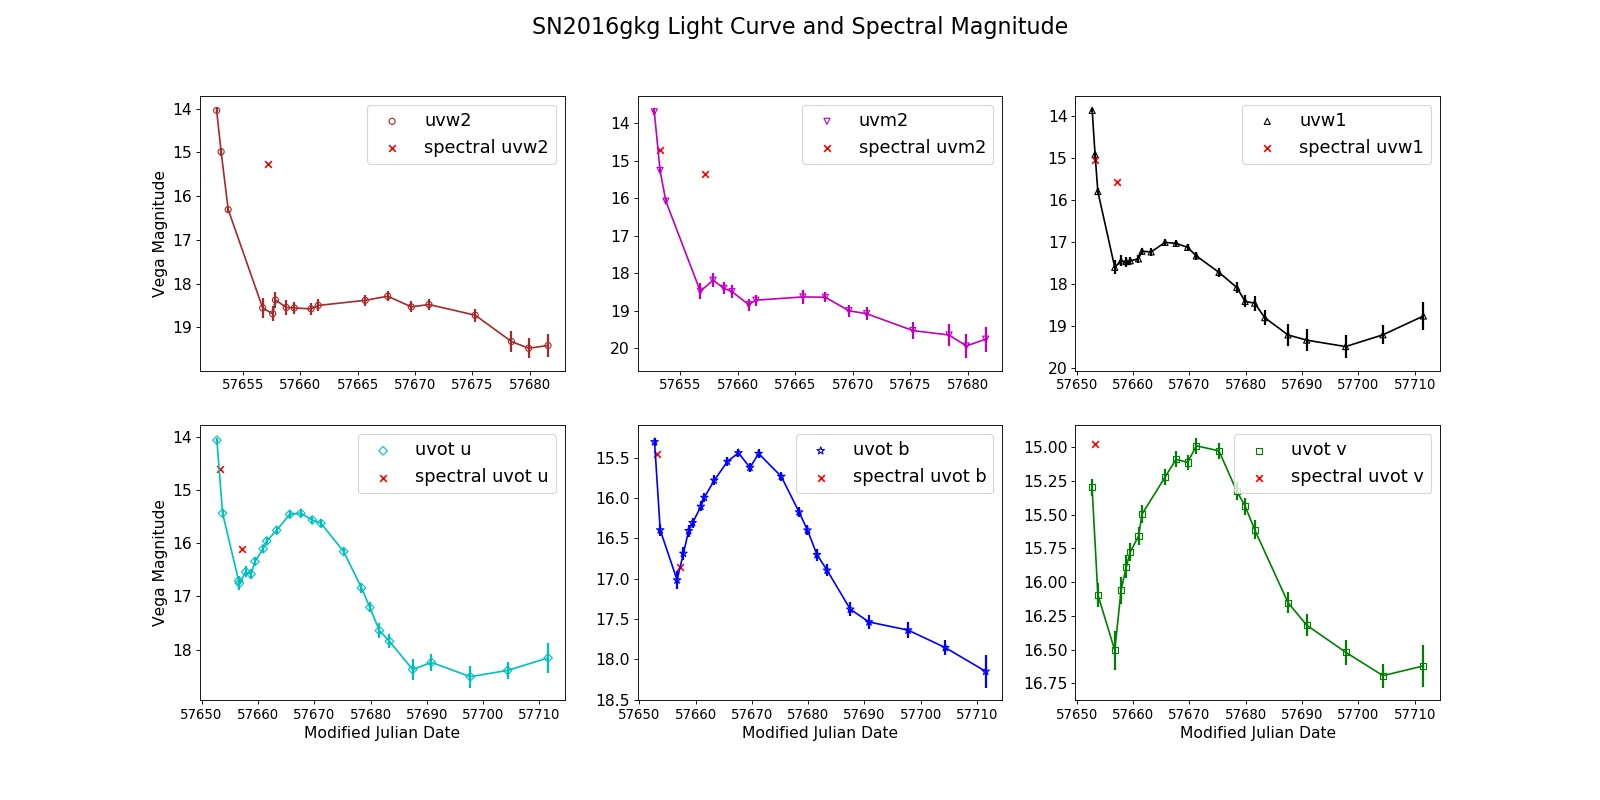 SN2016gkg Light Curve and Spectral Magnitude
Vega Magnitude
14
15
16
17
18
19
57655 57660 57665 57670 57675 57680
uvw2
spectral uvw2
14
15
16
17
18
19
20
57655 57660 57665 57670 57675 57680
uvm2
spectral uvm2
14
15
16
17
18
19
20
57650 57660 57670 57680 57690 57700 57710
uvw1
spectral uvw1
Vega Magnitude
14
15
16
17
18
57650 57660 57670 57680 57690 57700 57710
Modified Julian Date
uvot u
spectral uvot u
15.5
16.0
16.5
17.0
17.5
18.0
18.5
57650 57660 57670 57680 57690 57700 57710
Modified Julian Date
uvot b
spectral uvot b
15.00
15.25
15.50
15.75
16.00
16.25
16.50
16.75
57650 57660 57670 57680 57690 57700 57710
Modified Julian Date
uvot v
spectral uvot v